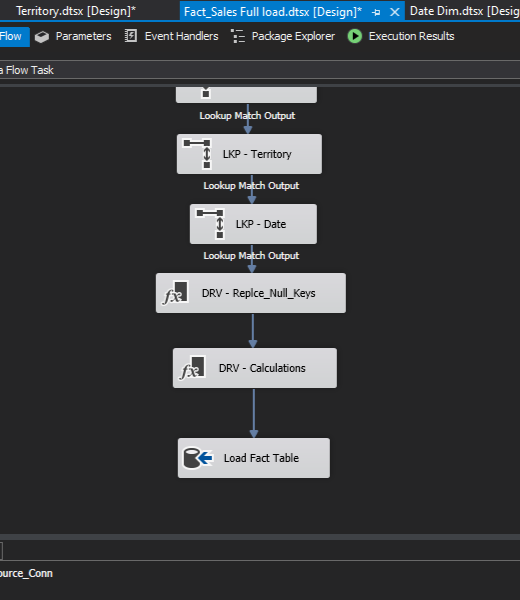 Territory.dtsx [Design]* Fact_Sales Full load.dtsx [Design]* Date Dim.dtsx [Design]
Flow Parameters Event Handlers Package Explorer Execution Results
a Flow Task
Lookup Match Output
LKP - Territory
Lookup Match Output
LKP - Date
Lookup Match Output
DRV - Replce_Null_Keys
DRV - Calculations
Load Fact Table
ource_Conn